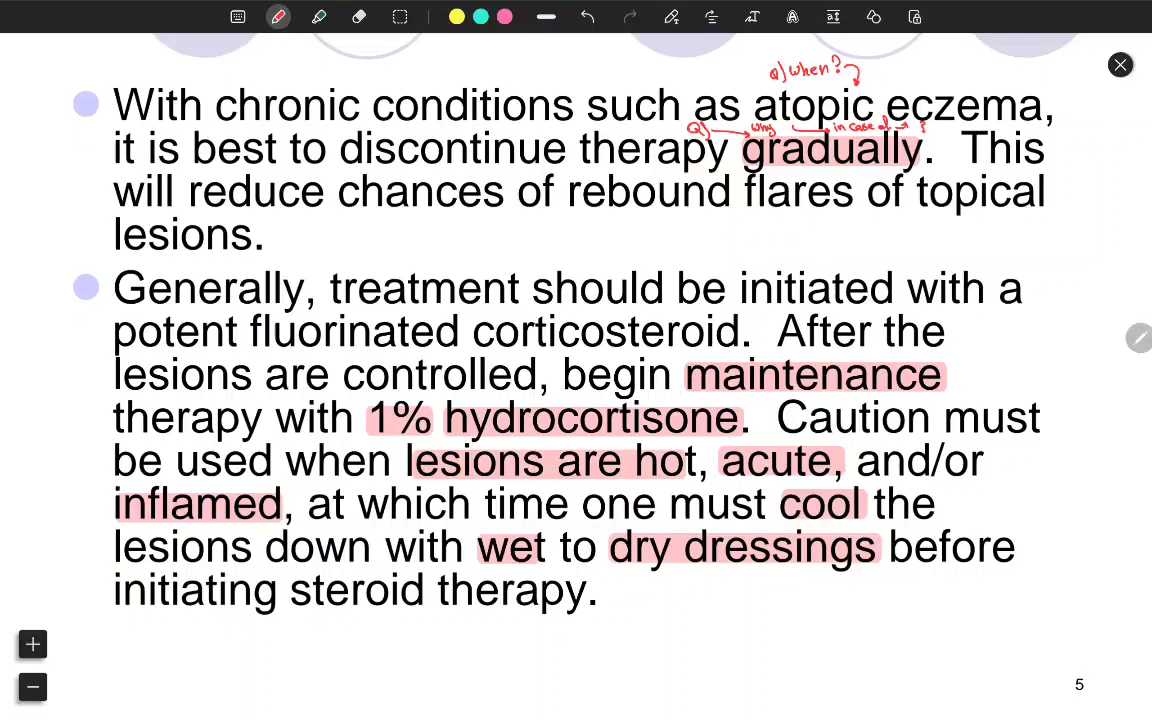 Q) when?
With chronic conditions such as atopic eczema,
Q) why in case of ?
it is best to discontinue therapy gradually. This
will reduce chances of rebound flares of topical
lesions.
Generally, treatment should be initiated with a
potent fluorinated corticosteroid. After the
lesions are controlled, begin maintenance
therapy with 1% hydrocortisone. Caution must
be used when lesions are hot, acute, and/or
inflamed, at which time one must cool the
lesions down with wet to dry dressings before
initiating steroid therapy.
5